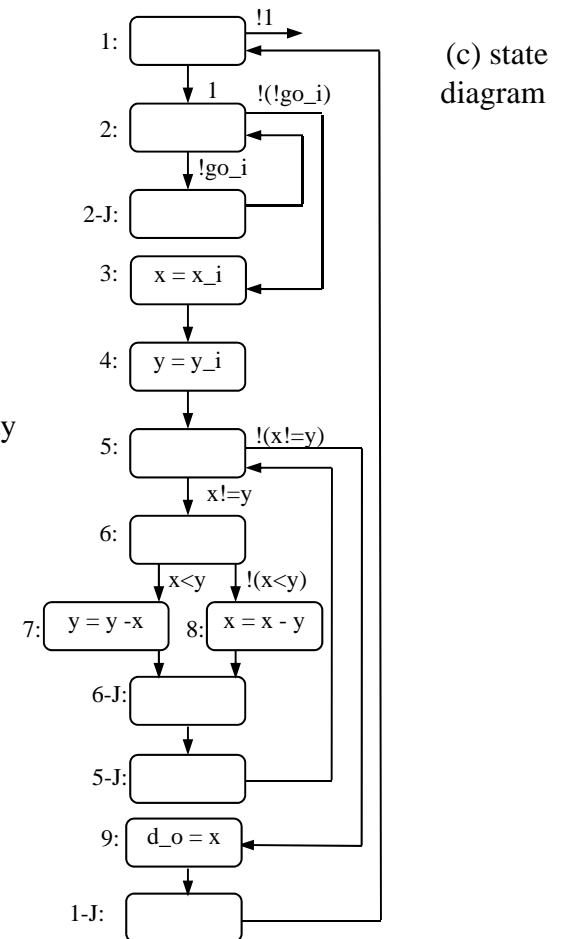 !1
1:
(c) state
diagram
1
!(!go_i)
2:
!go_i
2-J:
3: x = x_i
4: y = y_i
y
5:
!(x!=y)
x!=y
6:
x<y
!(x<y)
7: y = y -x
8: x = x - y
6-J:
5-J:
9: d_o = x
1-J: